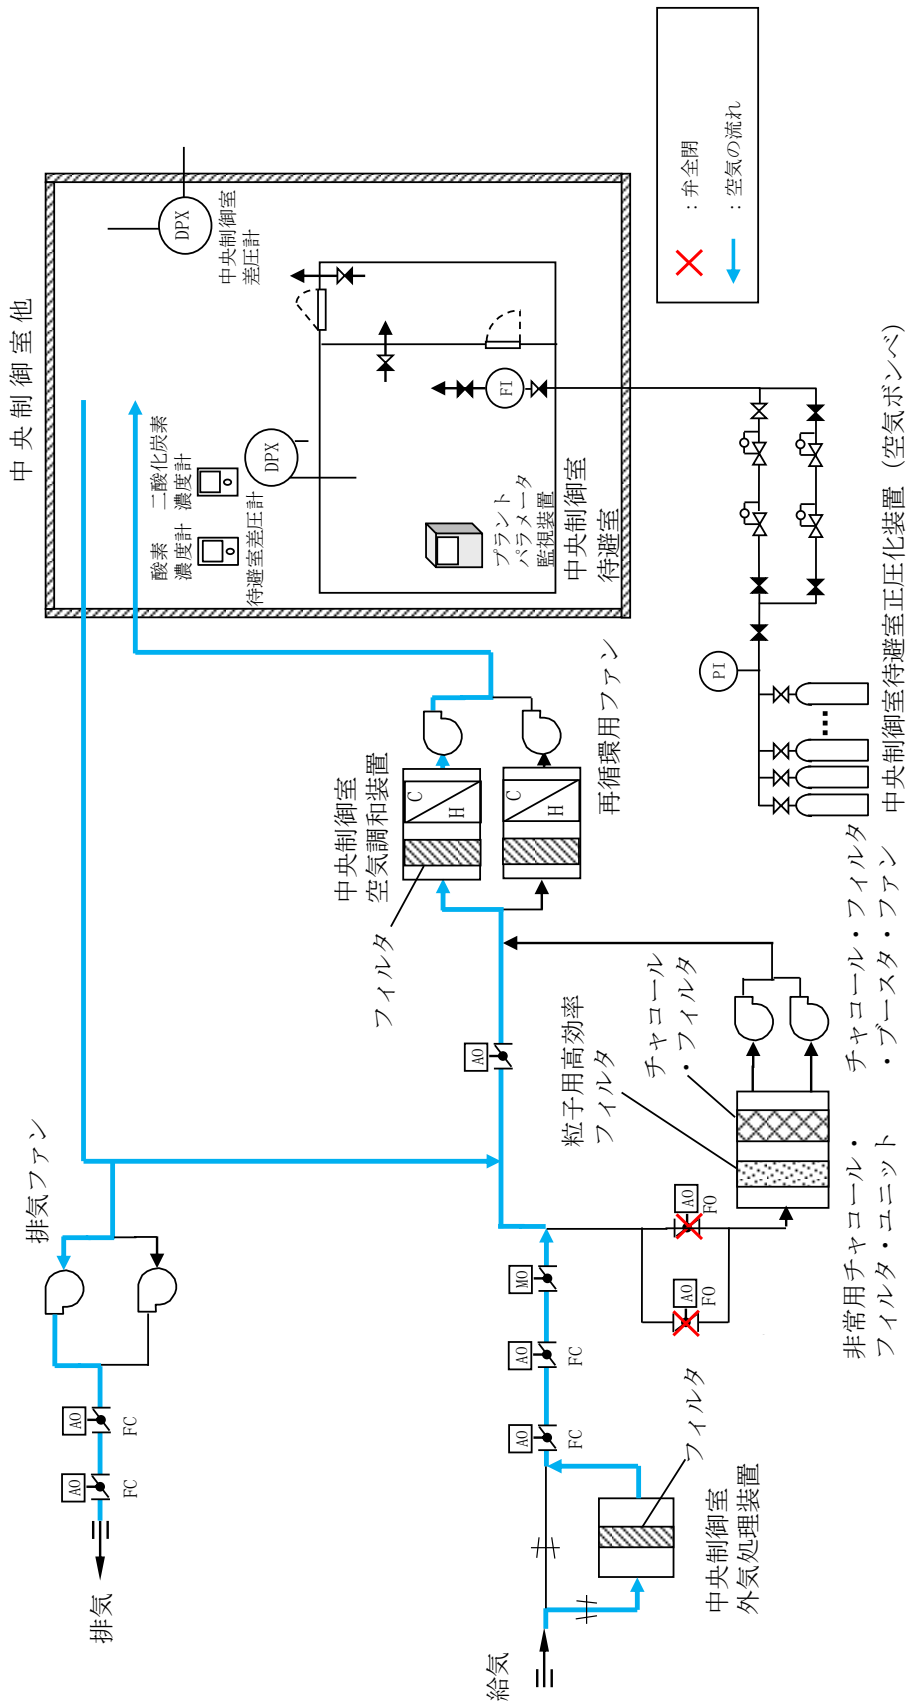 中央制御室他
DPX
中央制御室
差圧計
二酸化炭素
濃度計
酸素
濃度計
DPX
待避室差圧計
FI
プラント
パラメータ
監視装置
中央制御室
待避室
：弁全閉
：空気の流れ
PI
中央制御室待避室正圧化装置（空気ボンベ）
中央制御室
空気調和装置
フィルタ
C
H
C
H
再循環用ファン
AO
粒子用高効率
フィルタ
チャコール
・フィルタ
チャコール・フィルタ
・ブースタ・ファン
非常用チャコール・
フィルタ・ユニット
AO
FO
AO
FO
排気ファン
AO
FC
AO
FC
排気
MO
AO
FC
AO
FC
フィルタ
中央制御室
外気処理装置
給気